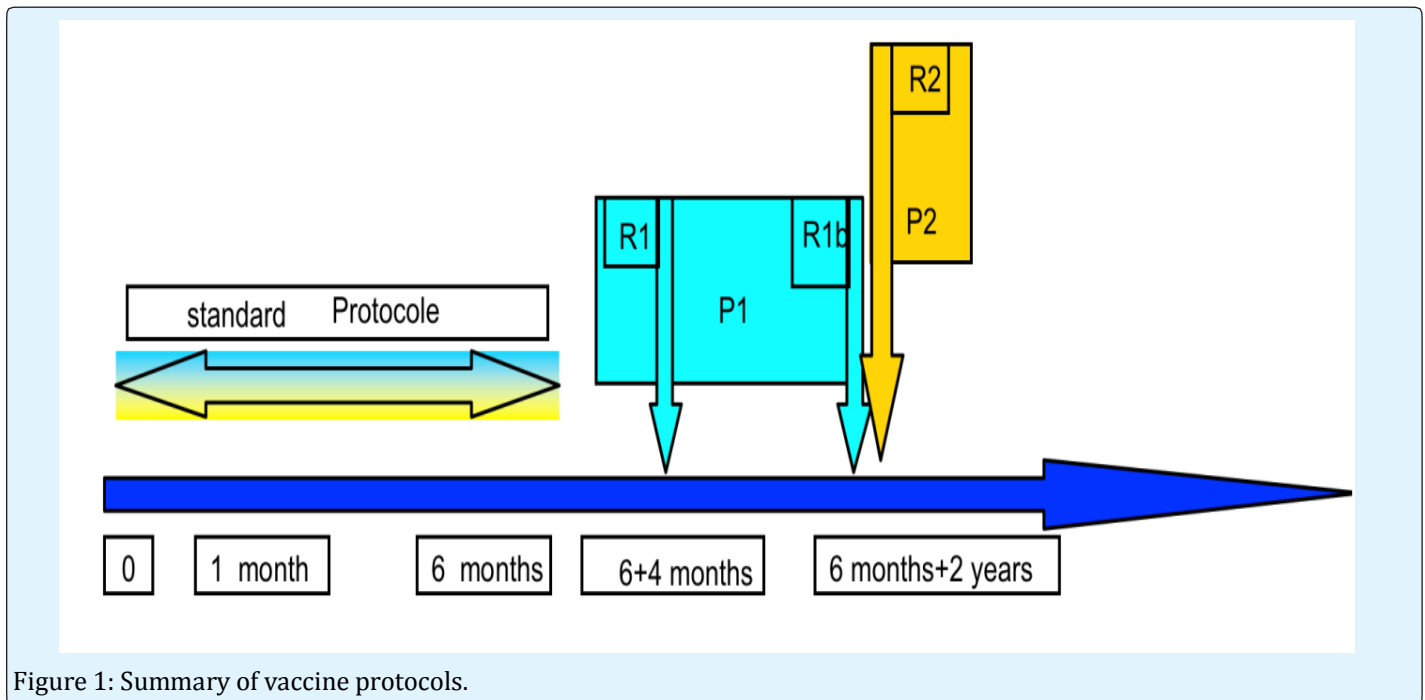 R2
P2
R1
R1b
P1
standard Protocole
0
1 month
6 months
6+4 months
6 months+2 years
Figure 1: Summary of vaccine protocols.